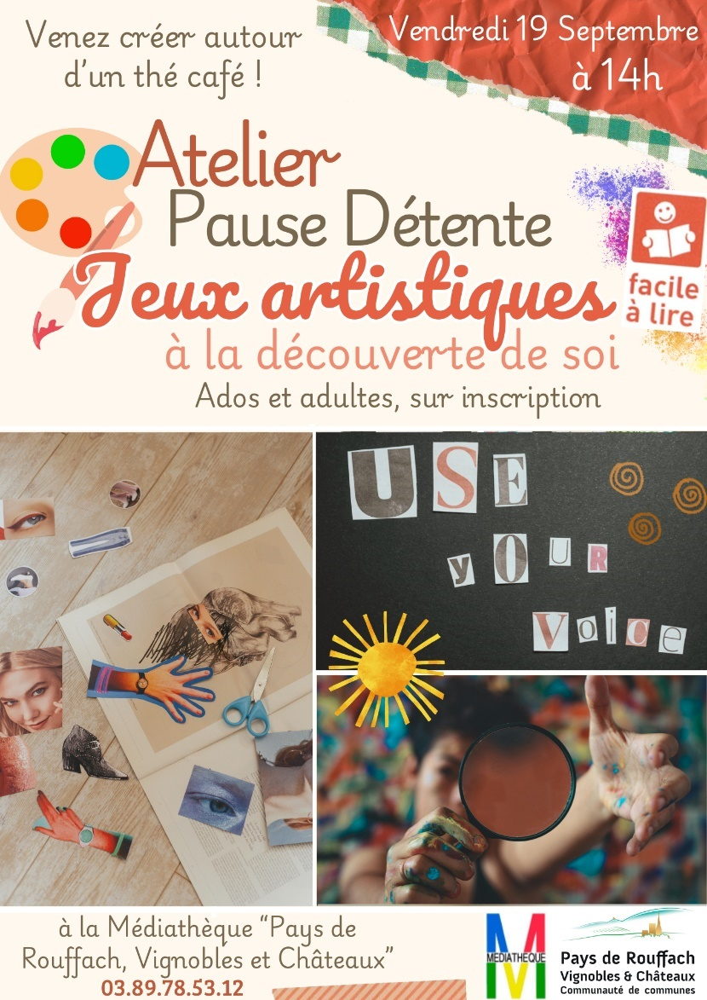 Venez créer autour
d'un thé café !
Vendredi 19 Septembre
à 14h
Atelier
Pause Détente
Jeux artistiques
à la découverte de soi
Ados et adultes, sur inscription
facile
à lire
USE
yOUR
Voice
à la Médiathèque "Pays de
Rouffach, Vignobles et Châteaux"
03.89.78.53.12
MEDIATHEQUE
Pays de Rouffach
Vignobles & Châteaux
Communauté de communes